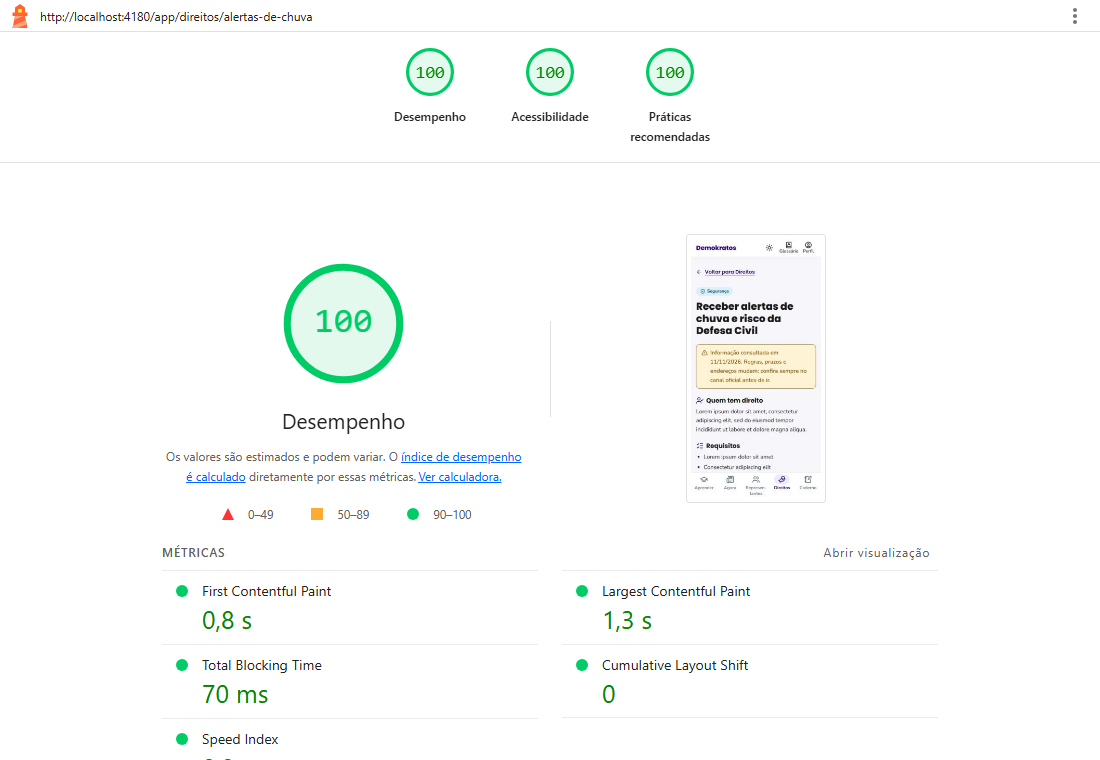 http://localhost:4180/app/direitos/alertas-de-chuva
100
100
100
Desempenho
Acessibilidade
Práticas
recomendadas
100
Desempenho
Os valores são estimados e podem variar. O índice de desempenho
é calculado diretamente por essas métricas. Ver calculadora.
0–49
50–89
90–100
Demokratos
Glossário
Perfil
Voltar para Direitos
Segurança
Receber alertas de
chuva e risco da
Defesa Civil
Informação consultada em
11/11/2026. Regras, prazos e
endereços mudam: confira sempre no
canal oficial antes de ir.
Quem tem direito
Lorem ipsum dolor sit amet, consectetur
adipiscing elit, sed do eiusmod tempor
incididunt ut labore et dolore magna aliqua.
Requisitos
• Lorem ipsum dolor sit amet
• Consectetur adipiscing elit
Aprender
Agora
Represen
tantes
Direitos
Caderno
MÉTRICAS
Abrir visualização
First Contentful Paint
0,8 s
Largest Contentful Paint
1,3 s
Total Blocking Time
70 ms
Cumulative Layout Shift
0
Speed Index